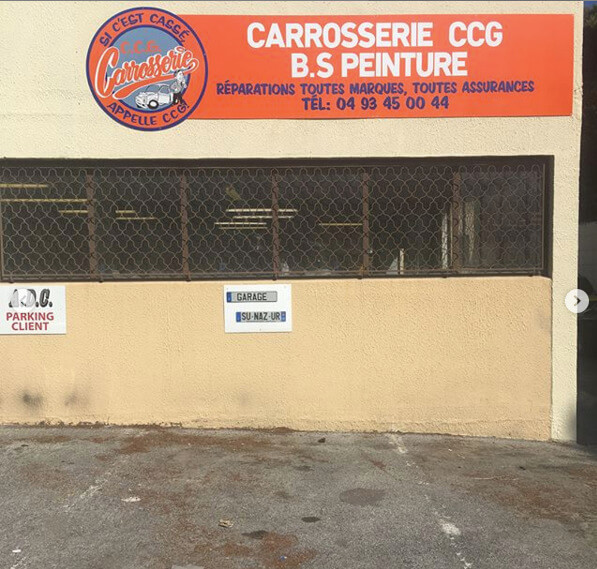 SI C'EST CASSÉ
C.C.G.
Carrosserie
APPELLE CCG!
CARROSSERIE CCG
B.S PEINTURE
RÉPARATIONS TOUTES MARQUES, TOUTES ASSURANCES
TÉL: 04 93 45 00 44
A.D.C.
PARKING
CLIENT
GARAGE
SU-NAZ-UR